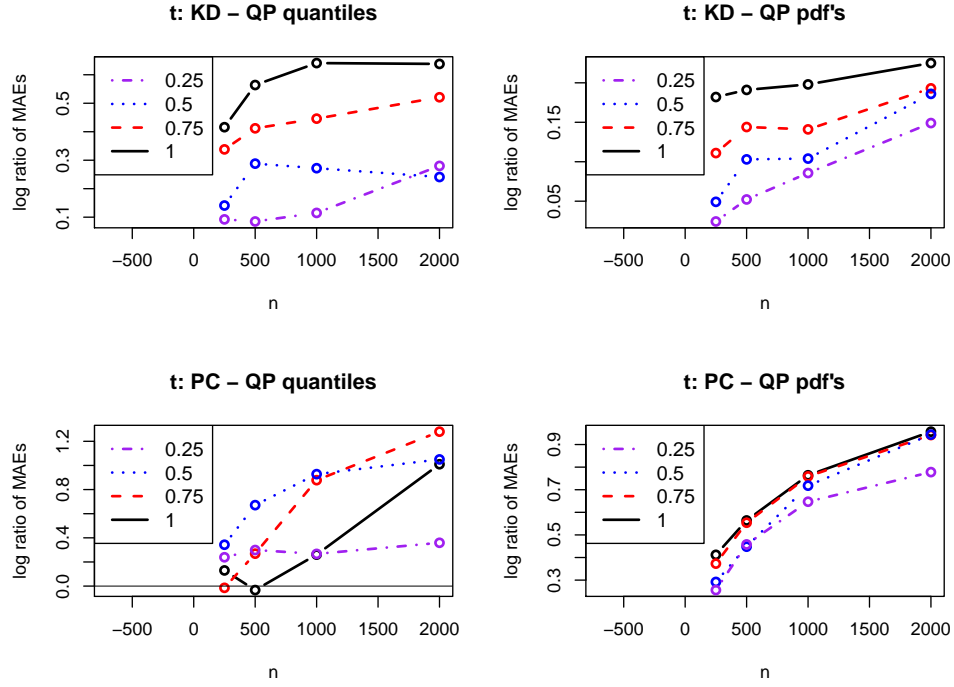 t: KD − QP quantiles
log ratio of MAEs
0.1 0.3 0.5
0.25
0.5
0.75
1
−500 0 500 1000 1500 2000
n
t: KD − QP pdf's
log ratio of MAEs
0.05 0.15
0.25
0.5
0.75
1
−500 0 500 1000 1500 2000
n
t: PC − QP quantiles
log ratio of MAEs
0.0 0.4 0.8 1.2
0.25
0.5
0.75
1
−500 0 500 1000 1500 2000
n
t: PC − QP pdf's
log ratio of MAEs
0.3 0.5 0.7 0.9
0.25
0.5
0.75
1
−500 0 500 1000 1500 2000
n